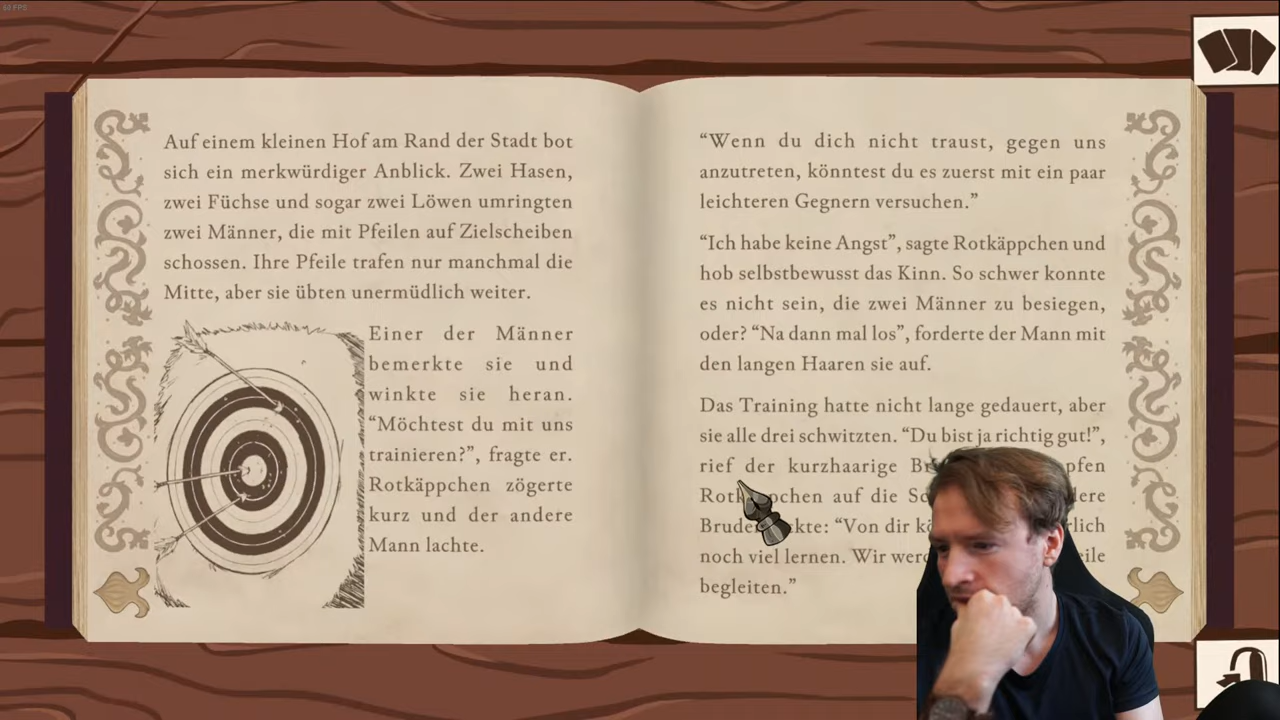 50 FPS
Auf einem kleinen Hof am Rand der Stadt bot
sich ein merkwürdiger Anblick. Zwei Hasen,
zwei Füchse und sogar zwei Löwen umringten
zwei Männer, die mit Pfeilen auf Zielscheiben
schossen. Ihre Pfeile trafen nur manchmal die
Mitte, aber sie übten unermüdlich weiter.
Einer der Männer
bemerkte sie und
winkte sie heran.
“Möchtest du mit uns
trainieren?”, fragte er.
Rotkäppchen zögerte
kurz und der andere
Mann lachte.
“Wenn du dich nicht traust, gegen uns
anzutreten, könntest du es zuerst mit ein paar
leichteren Gegnern versuchen.”
“Ich habe keine Angst”, sagte Rotkäppchen und
hob selbstbewusst das Kinn. So schwer konnte
es nicht sein, die zwei Männer zu besiegen,
oder? “Na dann mal los”, forderte der Mann mit
den langen Haaren sie auf.
Das Training hatte nicht lange gedauert, aber
sie alle drei schwitzten. “Du bist ja richtig gut!”,
rief der kurzhaarige
auf die
“Von dir
noch viel lernen. Wir
begleiten.”